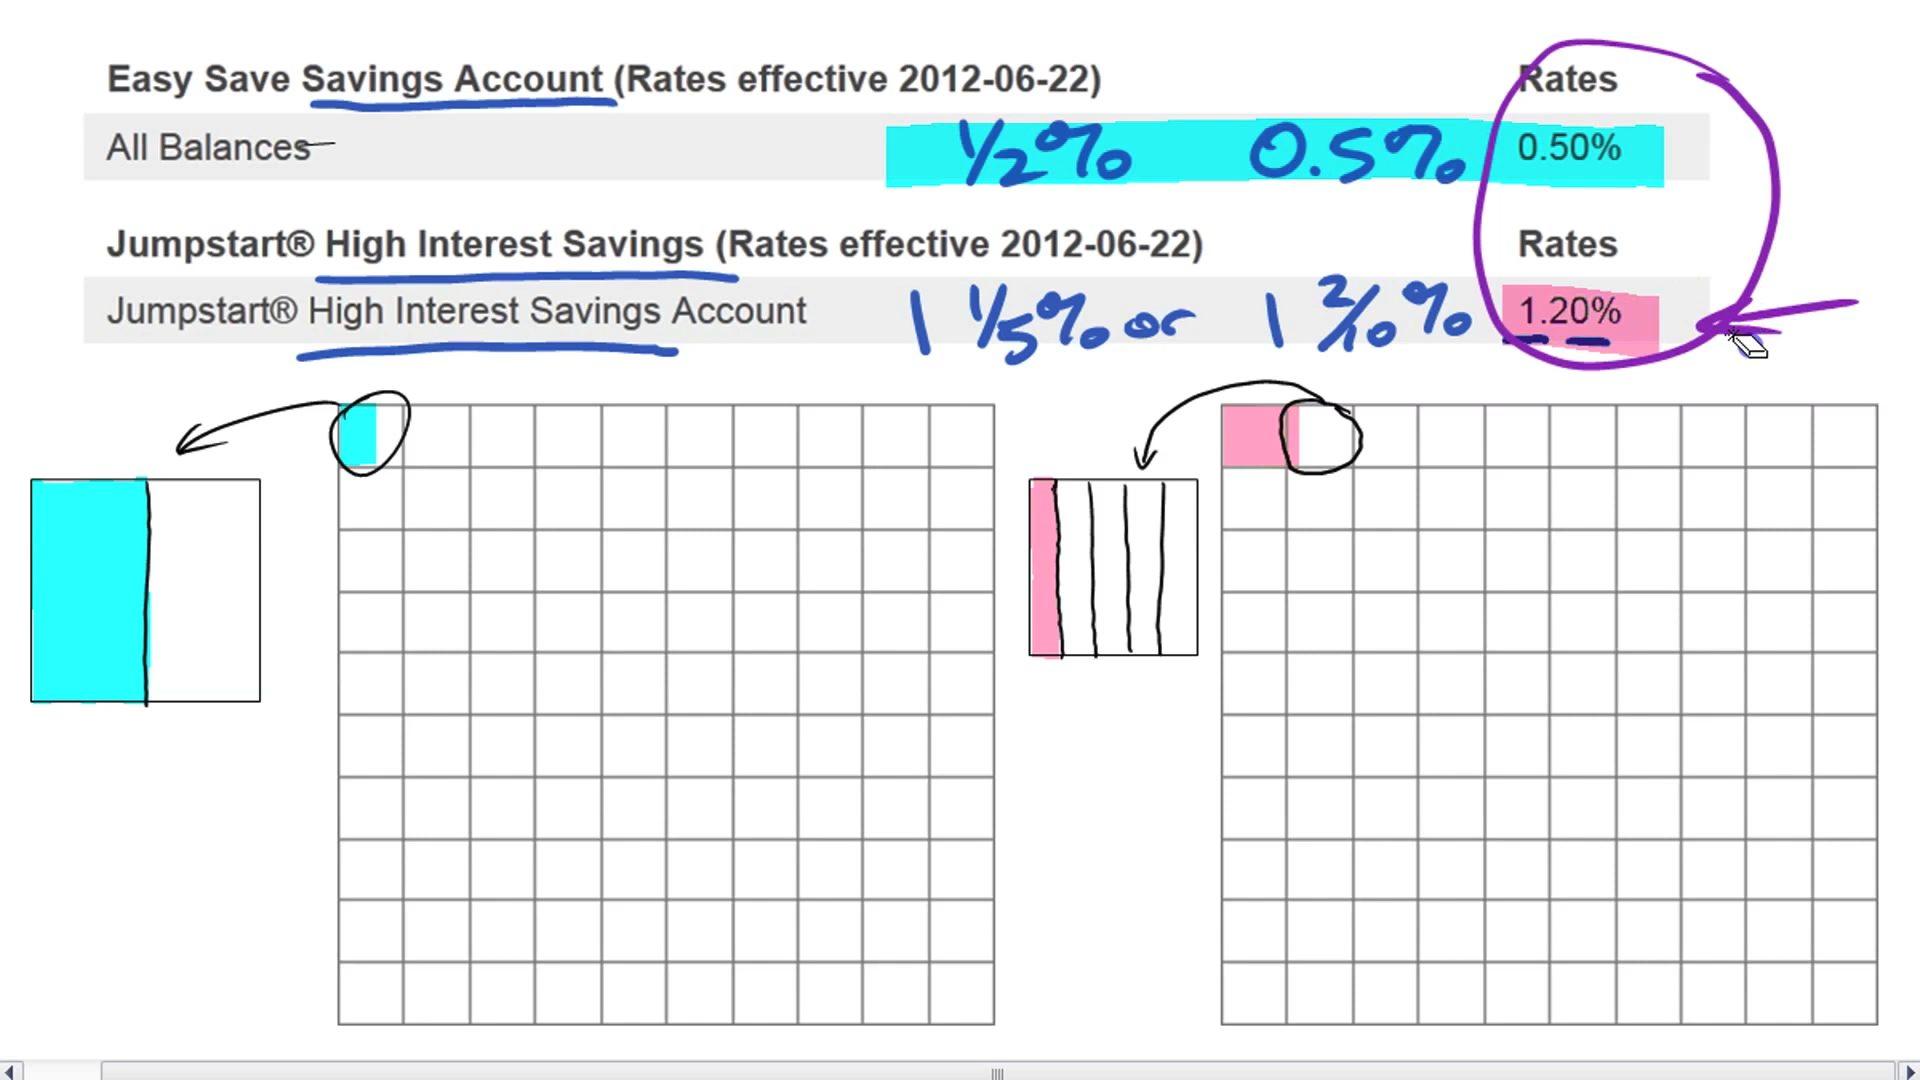 Easy Save Savings Account (Rates effective 2012-06-22) Rates
All Balances ½% 0.5% 0.50%
Jumpstart® High Interest Savings (Rates effective 2012-06-22) Rates
Jumpstart® High Interest Savings Account 1 1/5% or 1 2/10% 1.20%